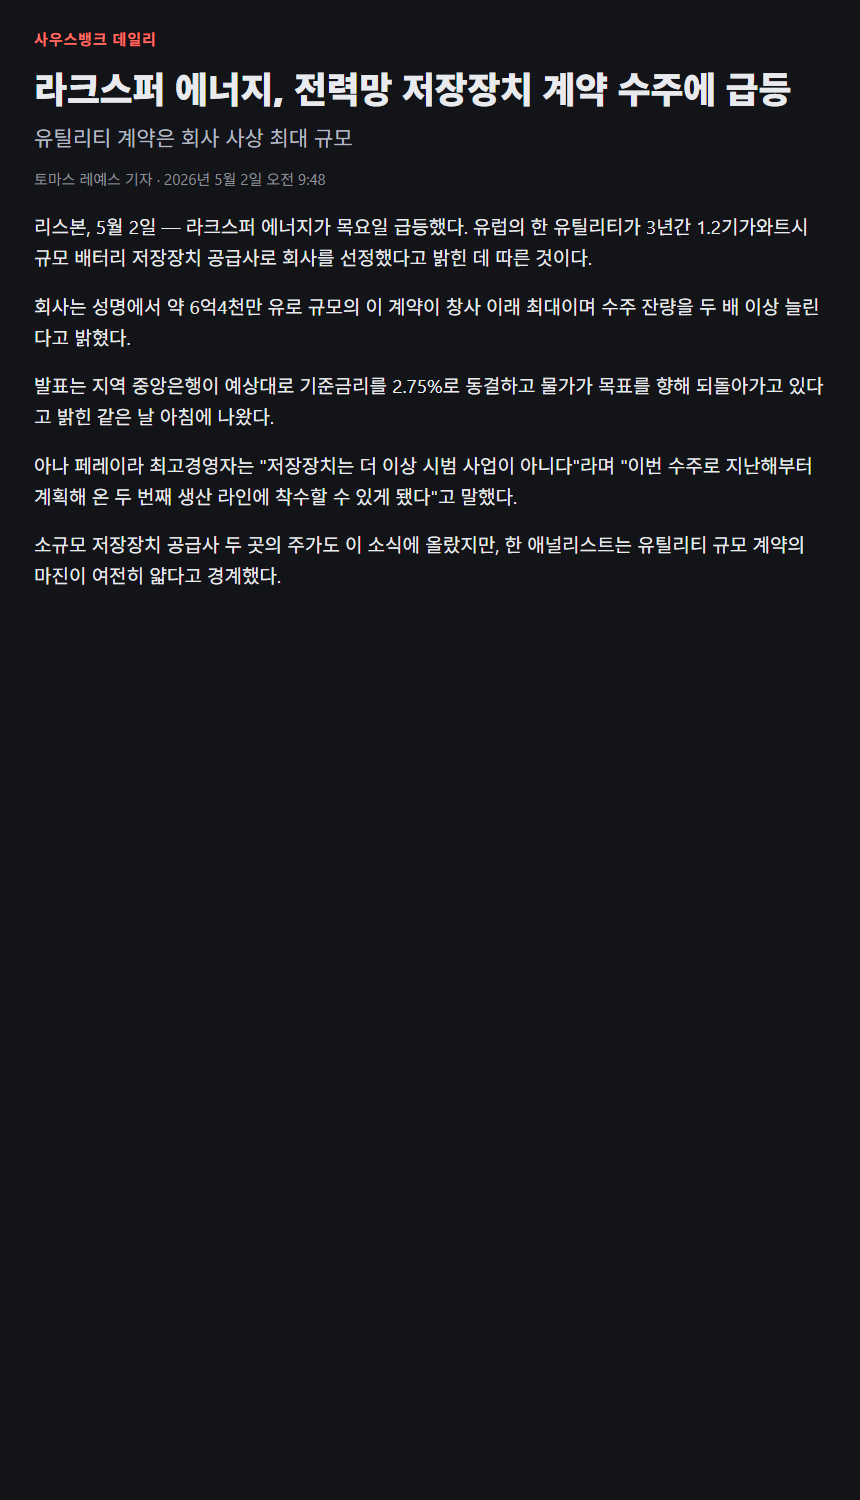 사우스뱅크 데일리
라크스퍼 에너지, 전력망 저장장치 계약 수주에 급등
유틸리티 계약은 회사 사상 최대 규모
토마스 레예스 기자 · 2026년 5월 2일 오전 9:48
리스본, 5월 2일 — 라크스퍼 에너지가 목요일 급등했다. 유럽의 한 유틸리티가 3년간 1.2기가와트시
규모 배터리 저장장치 공급사로 회사를 선정했다고 밝힌 데 따른 것이다.
회사는 성명에서 약 6억4천만 유로 규모의 이 계약이 창사 이래 최대이며 수주 잔량을 두 배 이상 늘린
다고 밝혔다.
발표는 지역 중앙은행이 예상대로 기준금리를 2.75%로 동결하고 물가가 목표를 향해 되돌아가고 있다
고 밝힌 같은 날 아침에 나왔다.
아나 페레이라 최고경영자는 "저장장치는 더 이상 시범 사업이 아니다"라며 "이번 수주로 지난해부터
계획해 온 두 번째 생산 라인에 착수할 수 있게 됐다"고 말했다.
소규모 저장장치 공급사 두 곳의 주가도 이 소식에 올랐지만, 한 애널리스트는 유틸리티 규모 계약의
마진이 여전히 얇다고 경계했다.